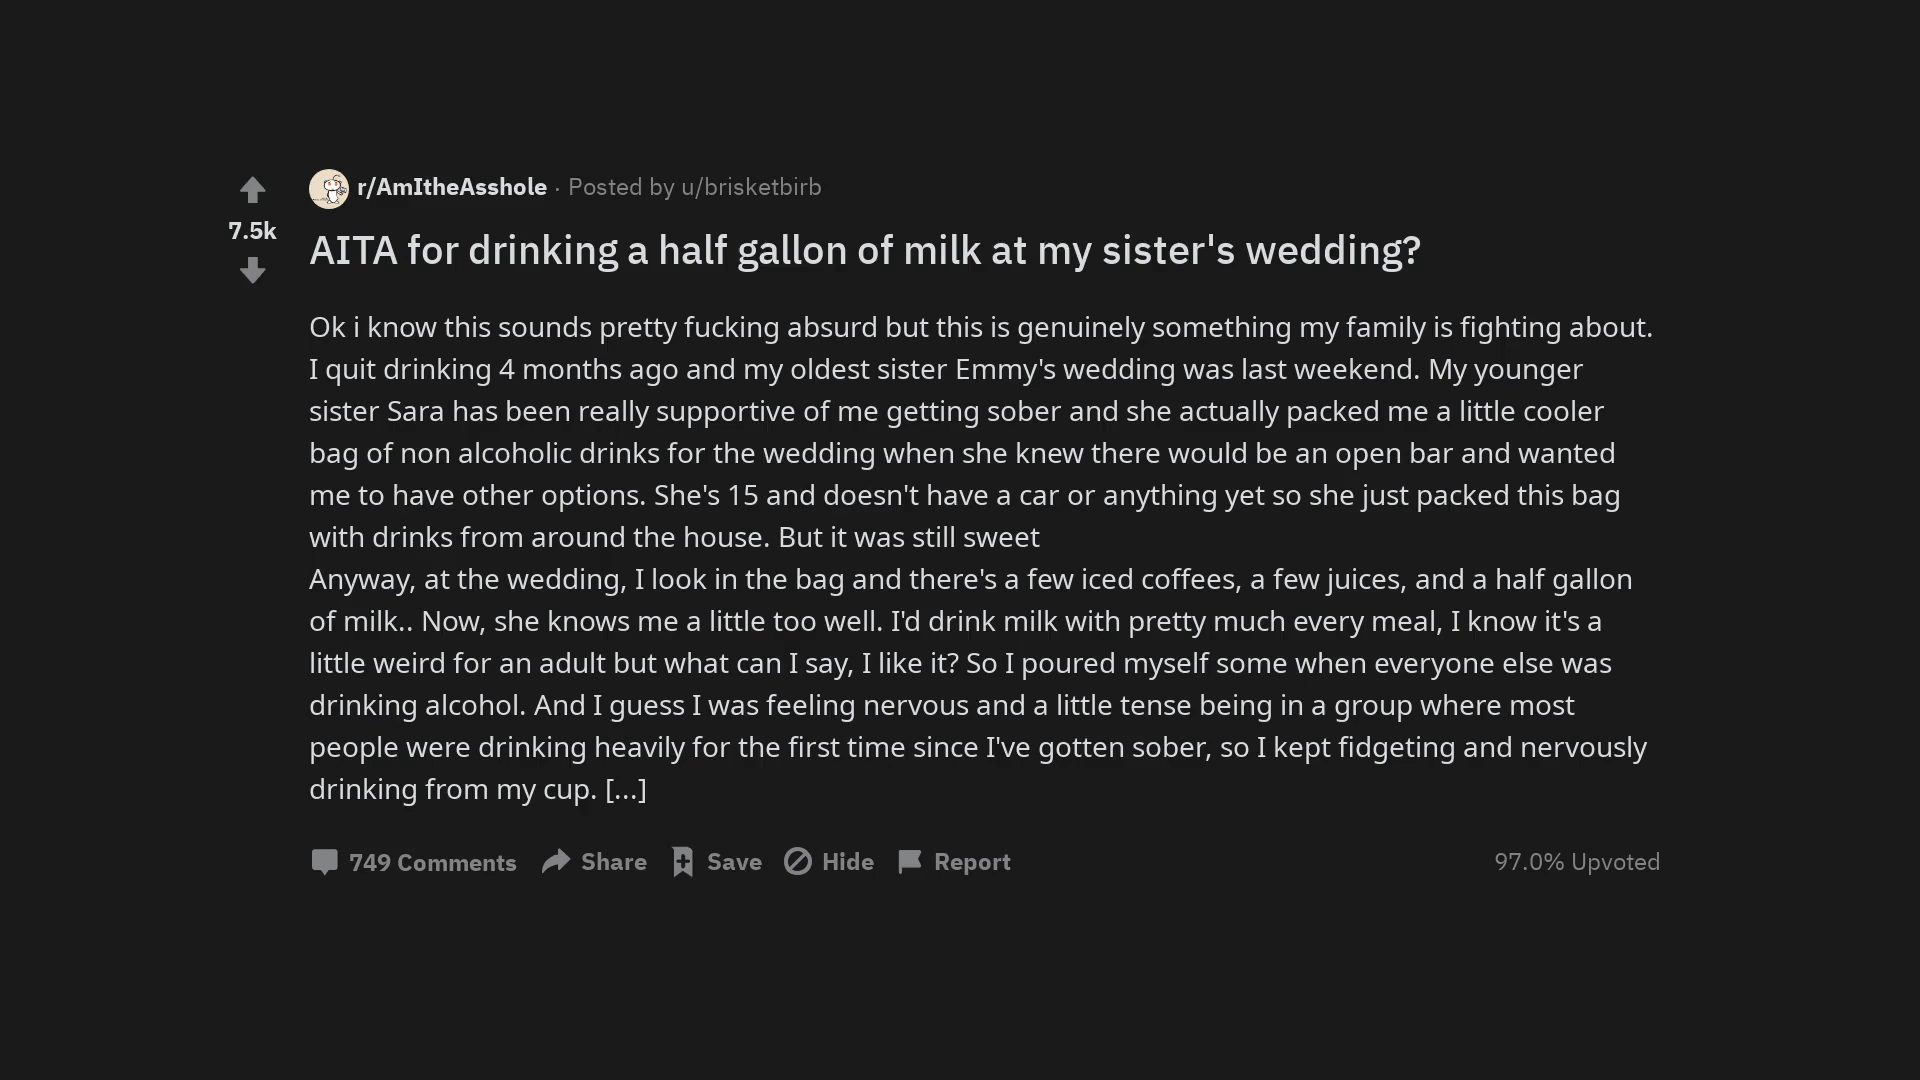 r/AmItheAsshole · Posted by u/brisketbirb
7.5k
AITA for drinking a half gallon of milk at my sister's wedding?
Ok i know this sounds pretty fucking absurd but this is genuinely something my family is fighting about.
I quit drinking 4 months ago and my oldest sister Emmy's wedding was last weekend. My younger
sister Sara has been really supportive of me getting sober and she actually packed me a little cooler
bag of non alcoholic drinks for the wedding when she knew there would be an open bar and wanted
me to have other options. She's 15 and doesn't have a car or anything yet so she just packed this bag
with drinks from around the house. But it was still sweet
Anyway, at the wedding, I look in the bag and there's a few iced coffees, a few juices, and a half gallon
of milk.. Now, she knows me a little too well. I'd drink milk with pretty much every meal, I know it's a
little weird for an adult but what can I say, I like it? So I poured myself some when everyone else was
drinking alcohol. And I guess I was feeling nervous and a little tense being in a group where most
people were drinking heavily for the first time since I've gotten sober, so I kept fidgeting and nervously
drinking from my cup. [...]
749 Comments Share Save Hide Report 97.0% Upvoted